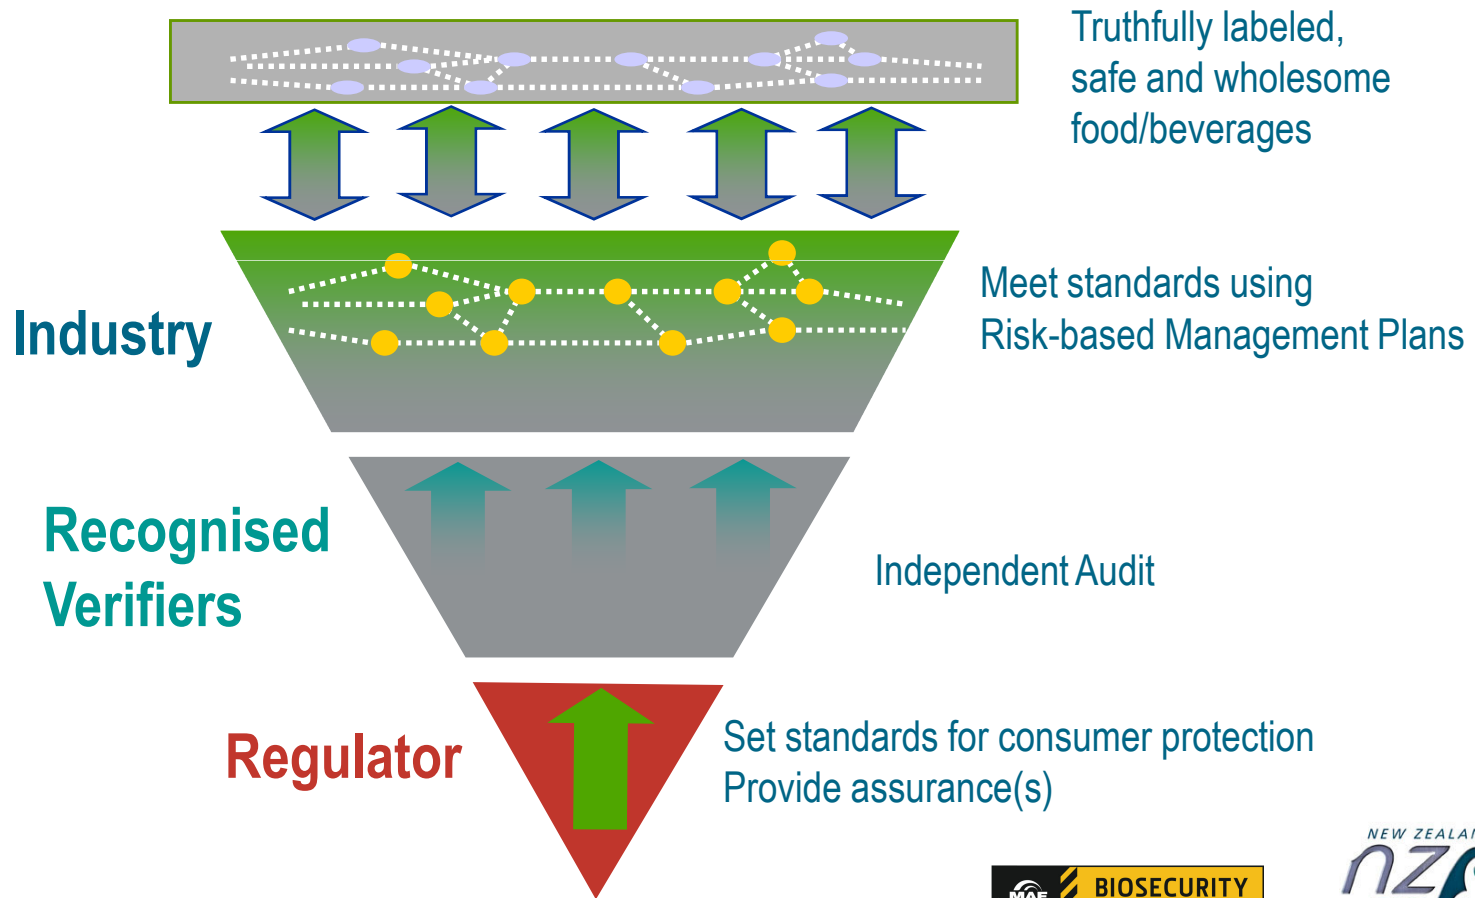 Truthfully labeled,
safe and wholesome
food/beverages
Industry
Meet standards using
Risk-based Management Plans
Recognised
Verifiers
Independent Audit
Regulator
Set standards for consumer protection
Provide assurance(s)
MAF
BIOSECURITY
NEW